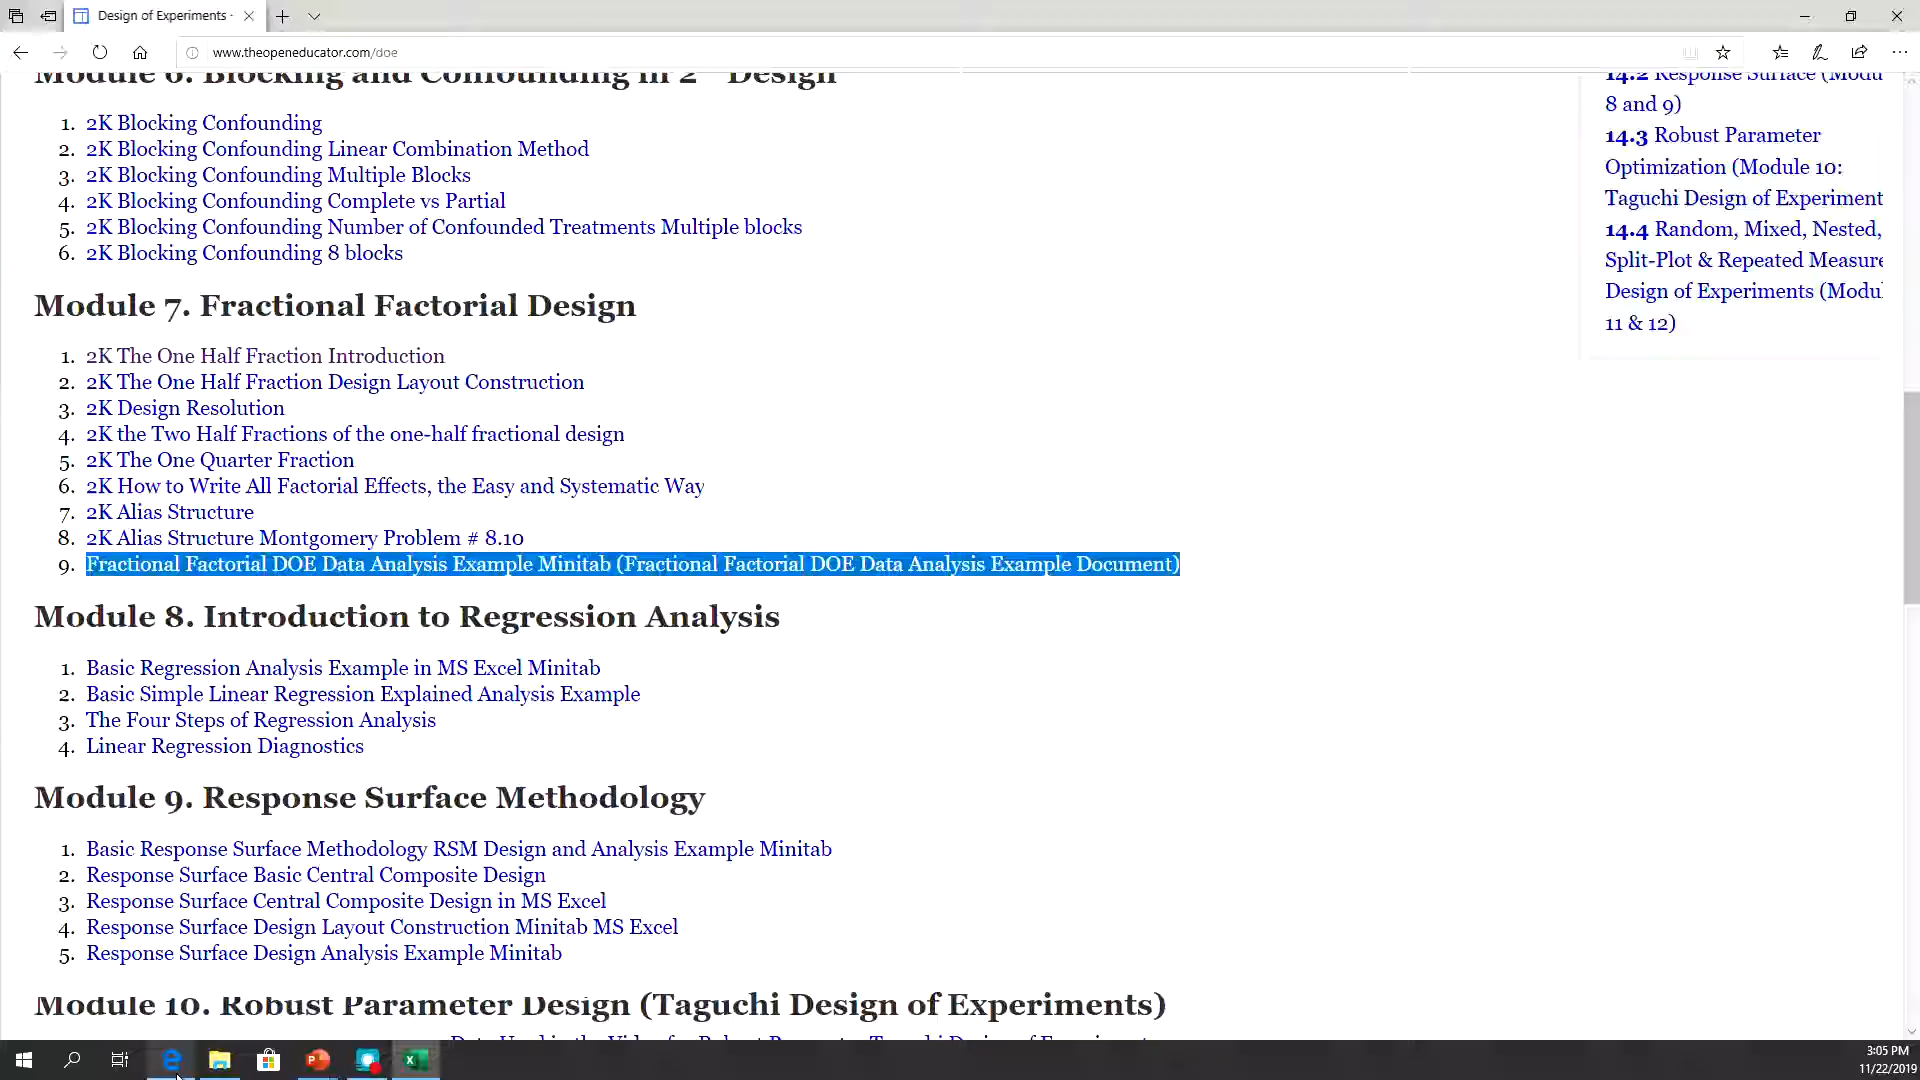 Design of Experiments ·
www.theopeneducator.com/doe
Module 6. Blocking and Confounding in 2 Design
1. 2K Blocking Confounding
2. 2K Blocking Confounding Linear Combination Method
3. 2K Blocking Confounding Multiple Blocks
4. 2K Blocking Confounding Complete vs Partial
5. 2K Blocking Confounding Number of Confounded Treatments Multiple blocks
6. 2K Blocking Confounding 8 blocks
Module 7. Fractional Factorial Design
1. 2K The One Half Fraction Introduction
2. 2K The One Half Fraction Design Layout Construction
3. 2K Design Resolution
4. 2K the Two Half Fractions of the one-half fractional design
5. 2K The One Quarter Fraction
6. 2K How to Write All Factorial Effects, the Easy and Systematic Way
7. 2K Alias Structure
8. 2K Alias Structure Montgomery Problem # 8.10
9. Fractional Factorial DOE Data Analysis Example Minitab (Fractional Factorial DOE Data Analysis Example Document)
Module 8. Introduction to Regression Analysis
1. Basic Regression Analysis Example in MS Excel Minitab
2. Basic Simple Linear Regression Explained Analysis Example
3. The Four Steps of Regression Analysis
4. Linear Regression Diagnostics
Module 9. Response Surface Methodology
1. Basic Response Surface Methodology RSM Design and Analysis Example Minitab
2. Response Surface Basic Central Composite Design
3. Response Surface Central Composite Design in MS Excel
4. Response Surface Design Layout Construction Minitab MS Excel
5. Response Surface Design Analysis Example Minitab
Module 10. Robust Parameter Design (Taguchi Design of Experiments)
14.2 Response Surface (Modu
8 and 9)
14.3 Robust Parameter
Optimization (Module 10:
Taguchi Design of Experiment
14.4 Random, Mixed, Nested,
Split-Plot & Repeated Measure
Design of Experiments (Modul
11 & 12)
3:05 PM
11/22/2019